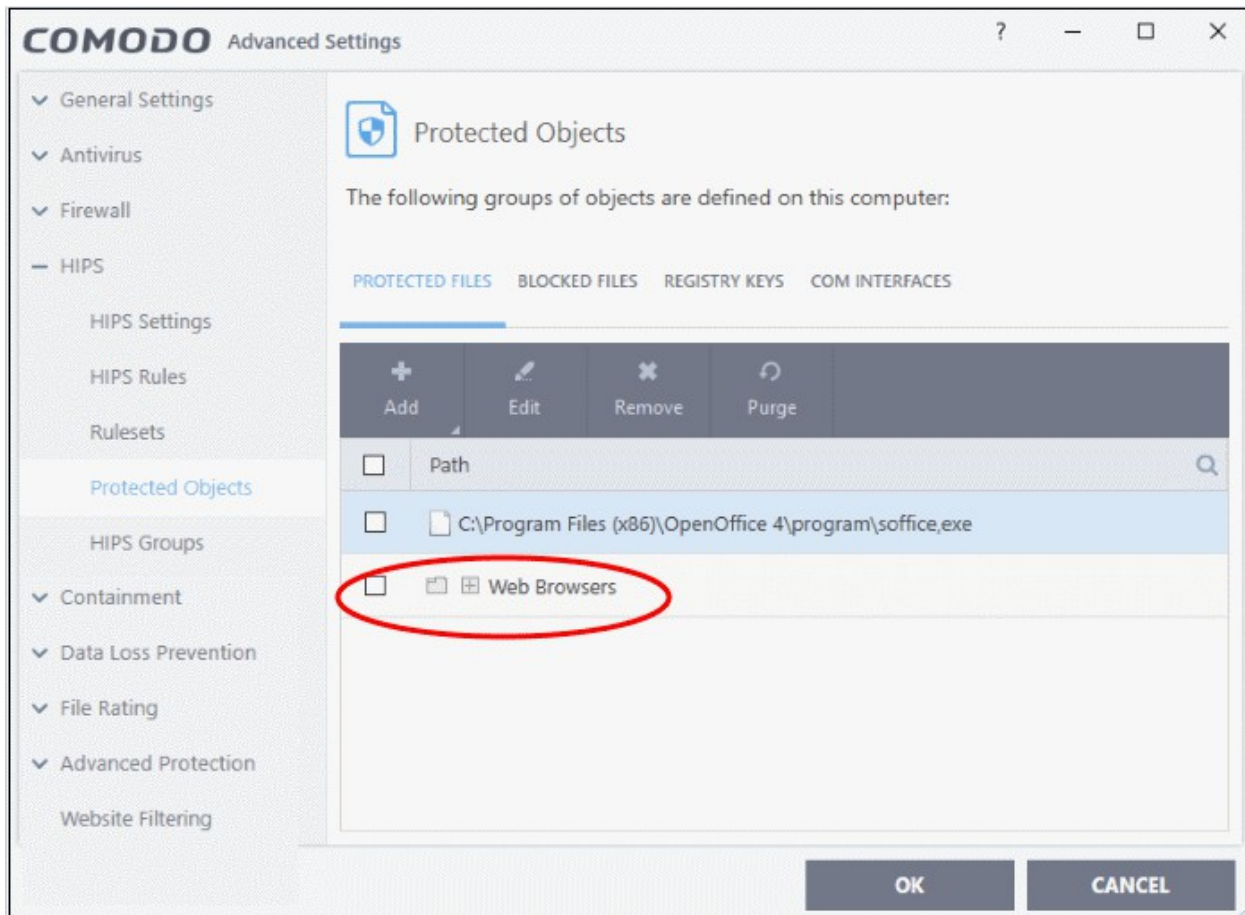 COMODO Advanced Settings
?
General Settings
Antivirus
Firewall
HIPS
HIPS Settings
HIPS Rules
Rulesets
Protected Objects
HIPS Groups
Containment
Data Loss Prevention
File Rating
Advanced Protection
Website Filtering
Protected Objects
The following groups of objects are defined on this computer:
PROTECTED FILES BLOCKED FILES REGISTRY KEYS COM INTERFACES
Add Edit Remove Purge
Path
C:\Program Files (x86)\OpenOffice 4\program\soffice,exe
Web Browsers
OK CANCEL